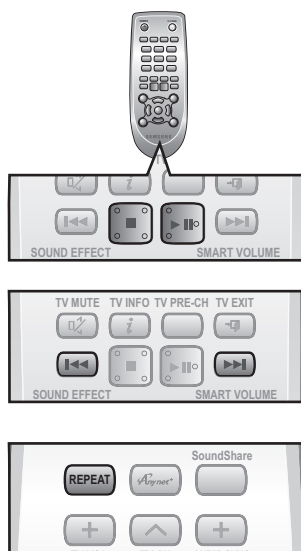 SAMSUNG
SOUND EFFECT SMART VOLUME
TV MUTE TV INFO TV PRE-CH TV EXIT
SOUND EFFECT SMART VOLUME
SoundShare
REPEAT Anynet+